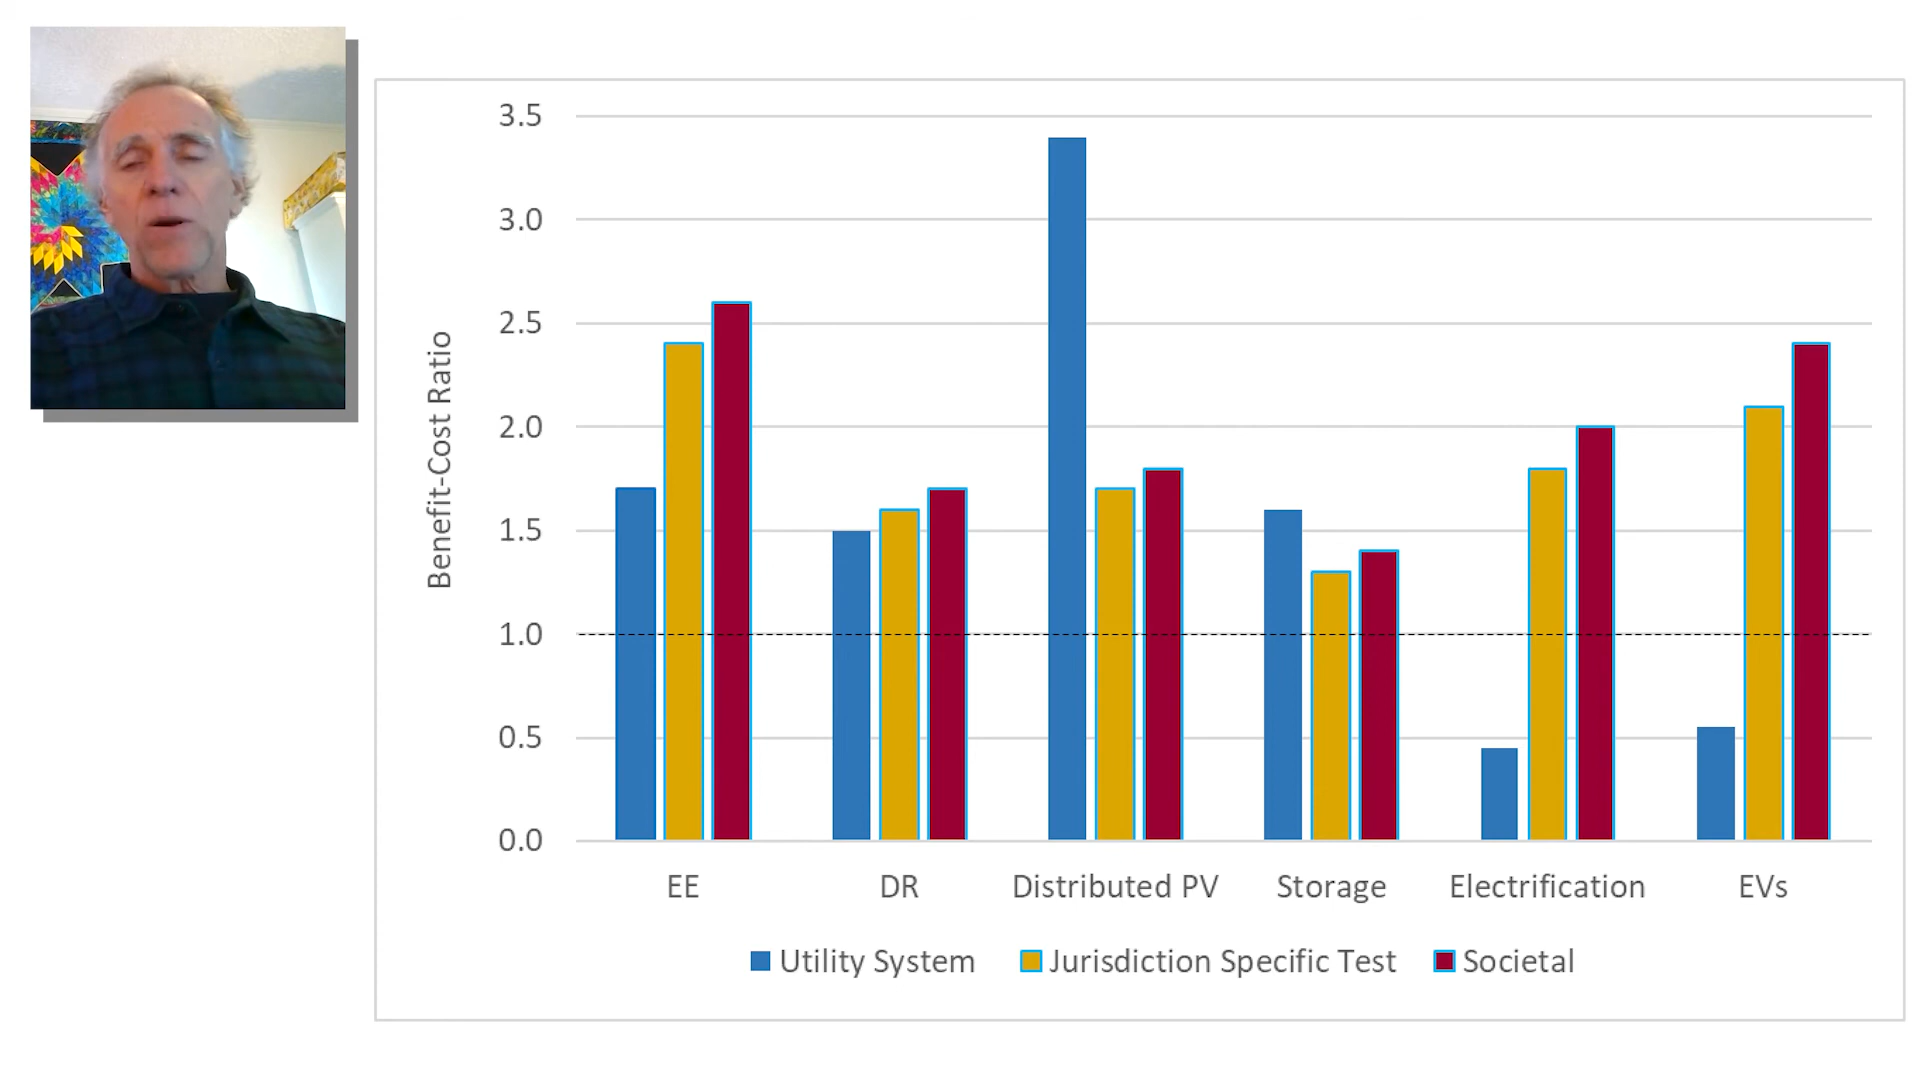 3.5
3.0
2.5
2.0
1.5
1.0
0.5
0.0
Benefit-Cost Ratio
EE DR Distributed PV Storage Electrification EVs
Utility System Jurisdiction Specific Test Societal